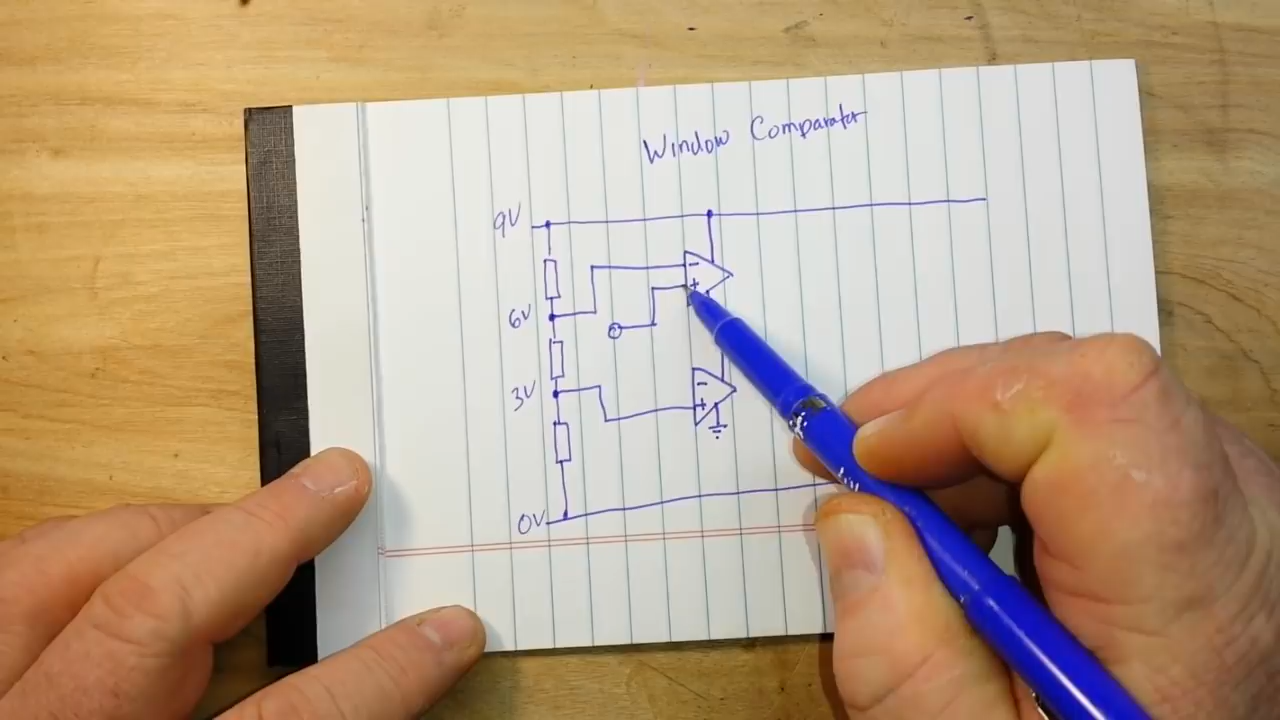 Window Comparator
9V
-
+
6V
3V
-
+
0V